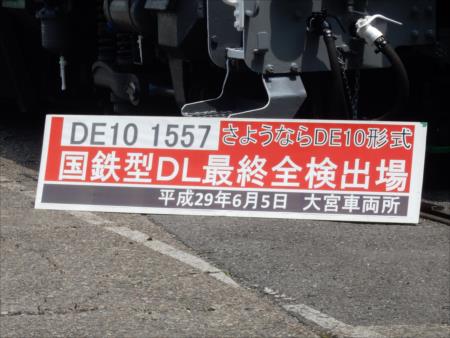 DE10 1557 さようならDE10形式
国鉄型DL最終全検出場
平成29年6月5日 大宮車両所